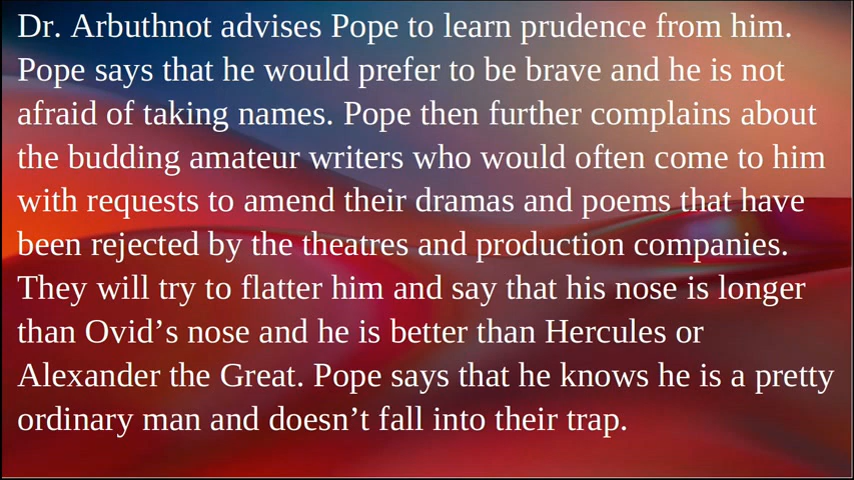 Dr. Arbuthnot advises Pope to learn prudence from him.
Pope says that he would prefer to be brave and he is not
afraid of taking names. Pope then further complains about
the budding amateur writers who would often come to him
with requests to amend their dramas and poems that have
been rejected by the theatres and production companies.
They will try to flatter him and say that his nose is longer
than Ovid’s nose and he is better than Hercules or
Alexander the Great. Pope says that he knows he is a pretty
ordinary man and doesn’t fall into their trap.